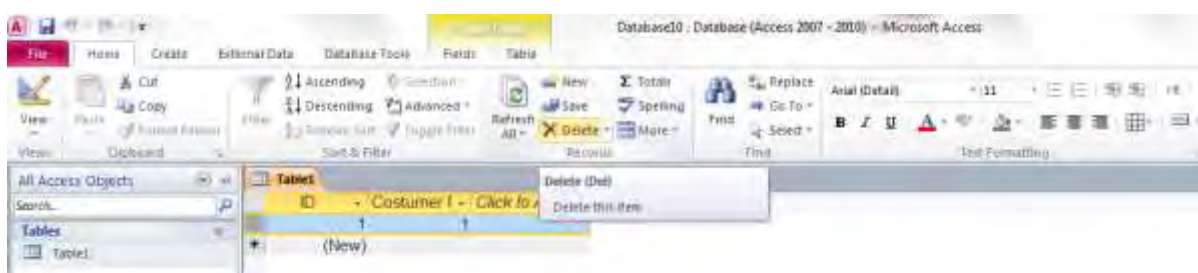 Database10 : Database (Access 2007 - 2010) - Microsoft Access
File Home Create External Data Database Tools Fields Table
View Paste Cut Copy Format Painter
Filter Ascending Descending Remove Sort Selection Advanced Toggle Filter
Refresh All New Save Delete Totals Spelling More
Find Replace Go To Select
Arial (Detail) 11
B I U A
Views Clipboard Sort & Filter Records Find Text Formatting
All Access Objects Table1
Search.. ID Costumer I Click to A
Delete (Del)
Delete this item
Tables 1 1
Table1 * (New)